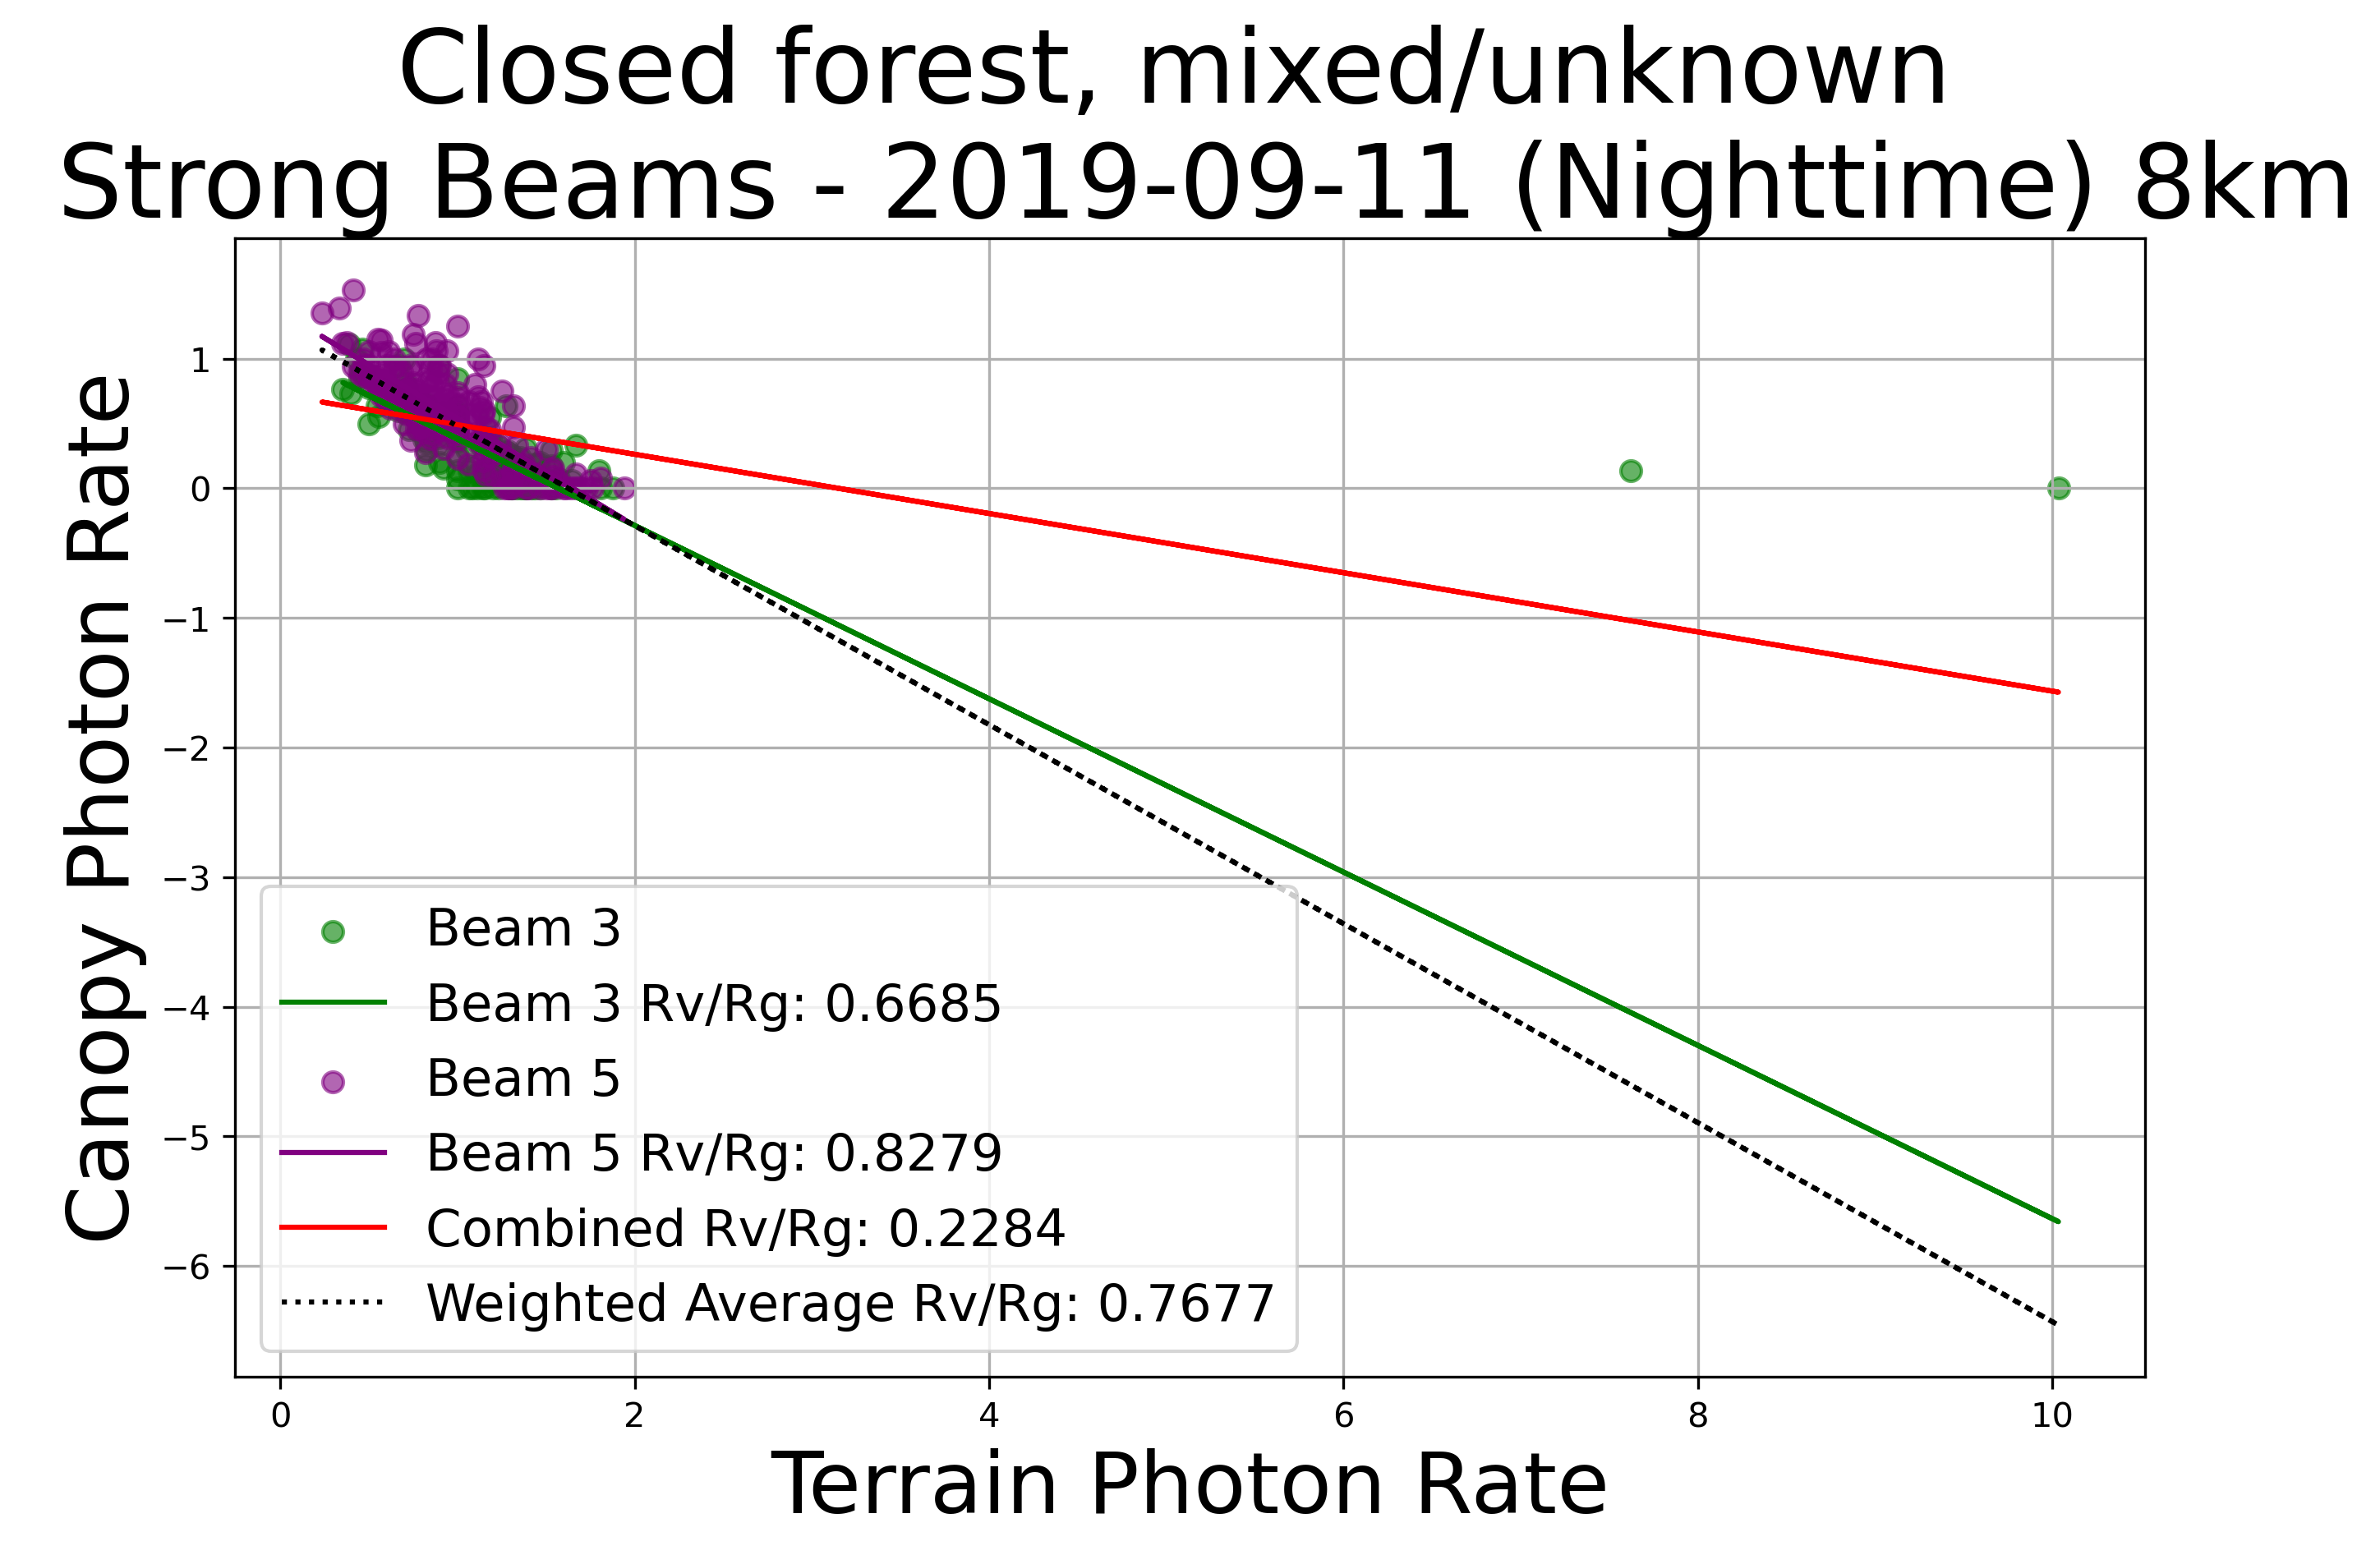 Closed forest, mixed/unknown
Strong Beams - 2019-09-11 (Nighttime) 8km
Canopy Photon Rate
1
0
−1
−2
−3
−4
−5
−6
Beam 3
Beam 3 Rv/Rg: 0.6685
Beam 5
Beam 5 Rv/Rg: 0.8279
Combined Rv/Rg: 0.2284
Weighted Average Rv/Rg: 0.7677
0 2 4 6 8 10
Terrain Photon Rate